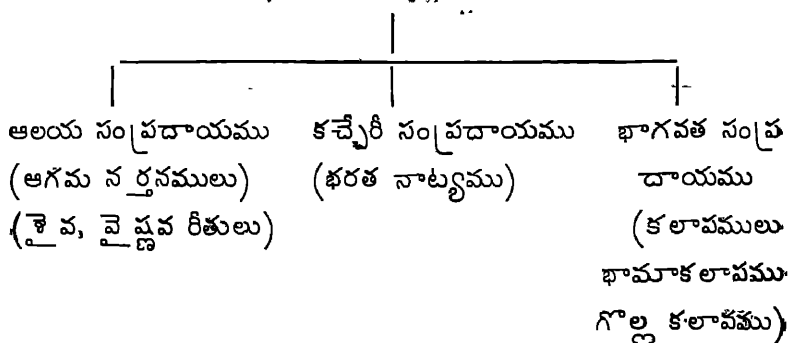 ఆలయ సంప్రదాయము కచ్చేరీ సంప్రదాయము భాగవత సంప్ర
(ఆగమ నర్తనములు) (భరత నాట్యము) దాయము
(శైవ, వైష్ణవ రీతులు) (కలాపములు
భామాకలాపము
గొల్ల కలాపము)